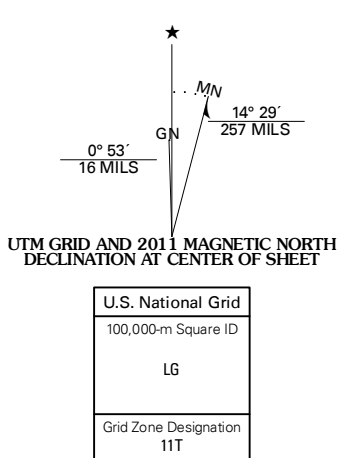 ★
MN
14° 29´
257 MILS
GN
0° 53´
16 MILS
UTM GRID AND 2011 MAGNETIC NORTH
DECLINATION AT CENTER OF SHEET
U.S. National Grid
100,000-m Square ID
LG
Grid Zone Designation
11T